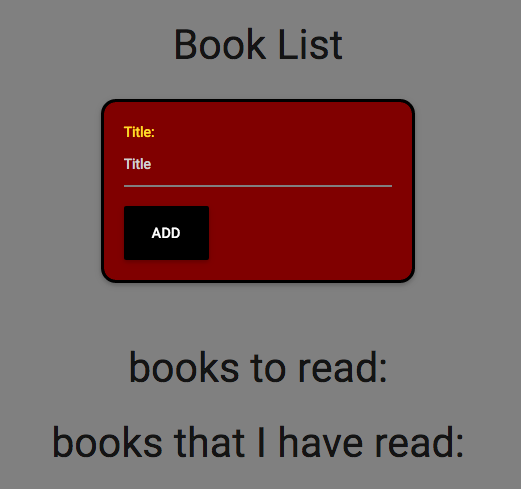 Book List
Title:
Title
ADD
books to read:
books that I have read: